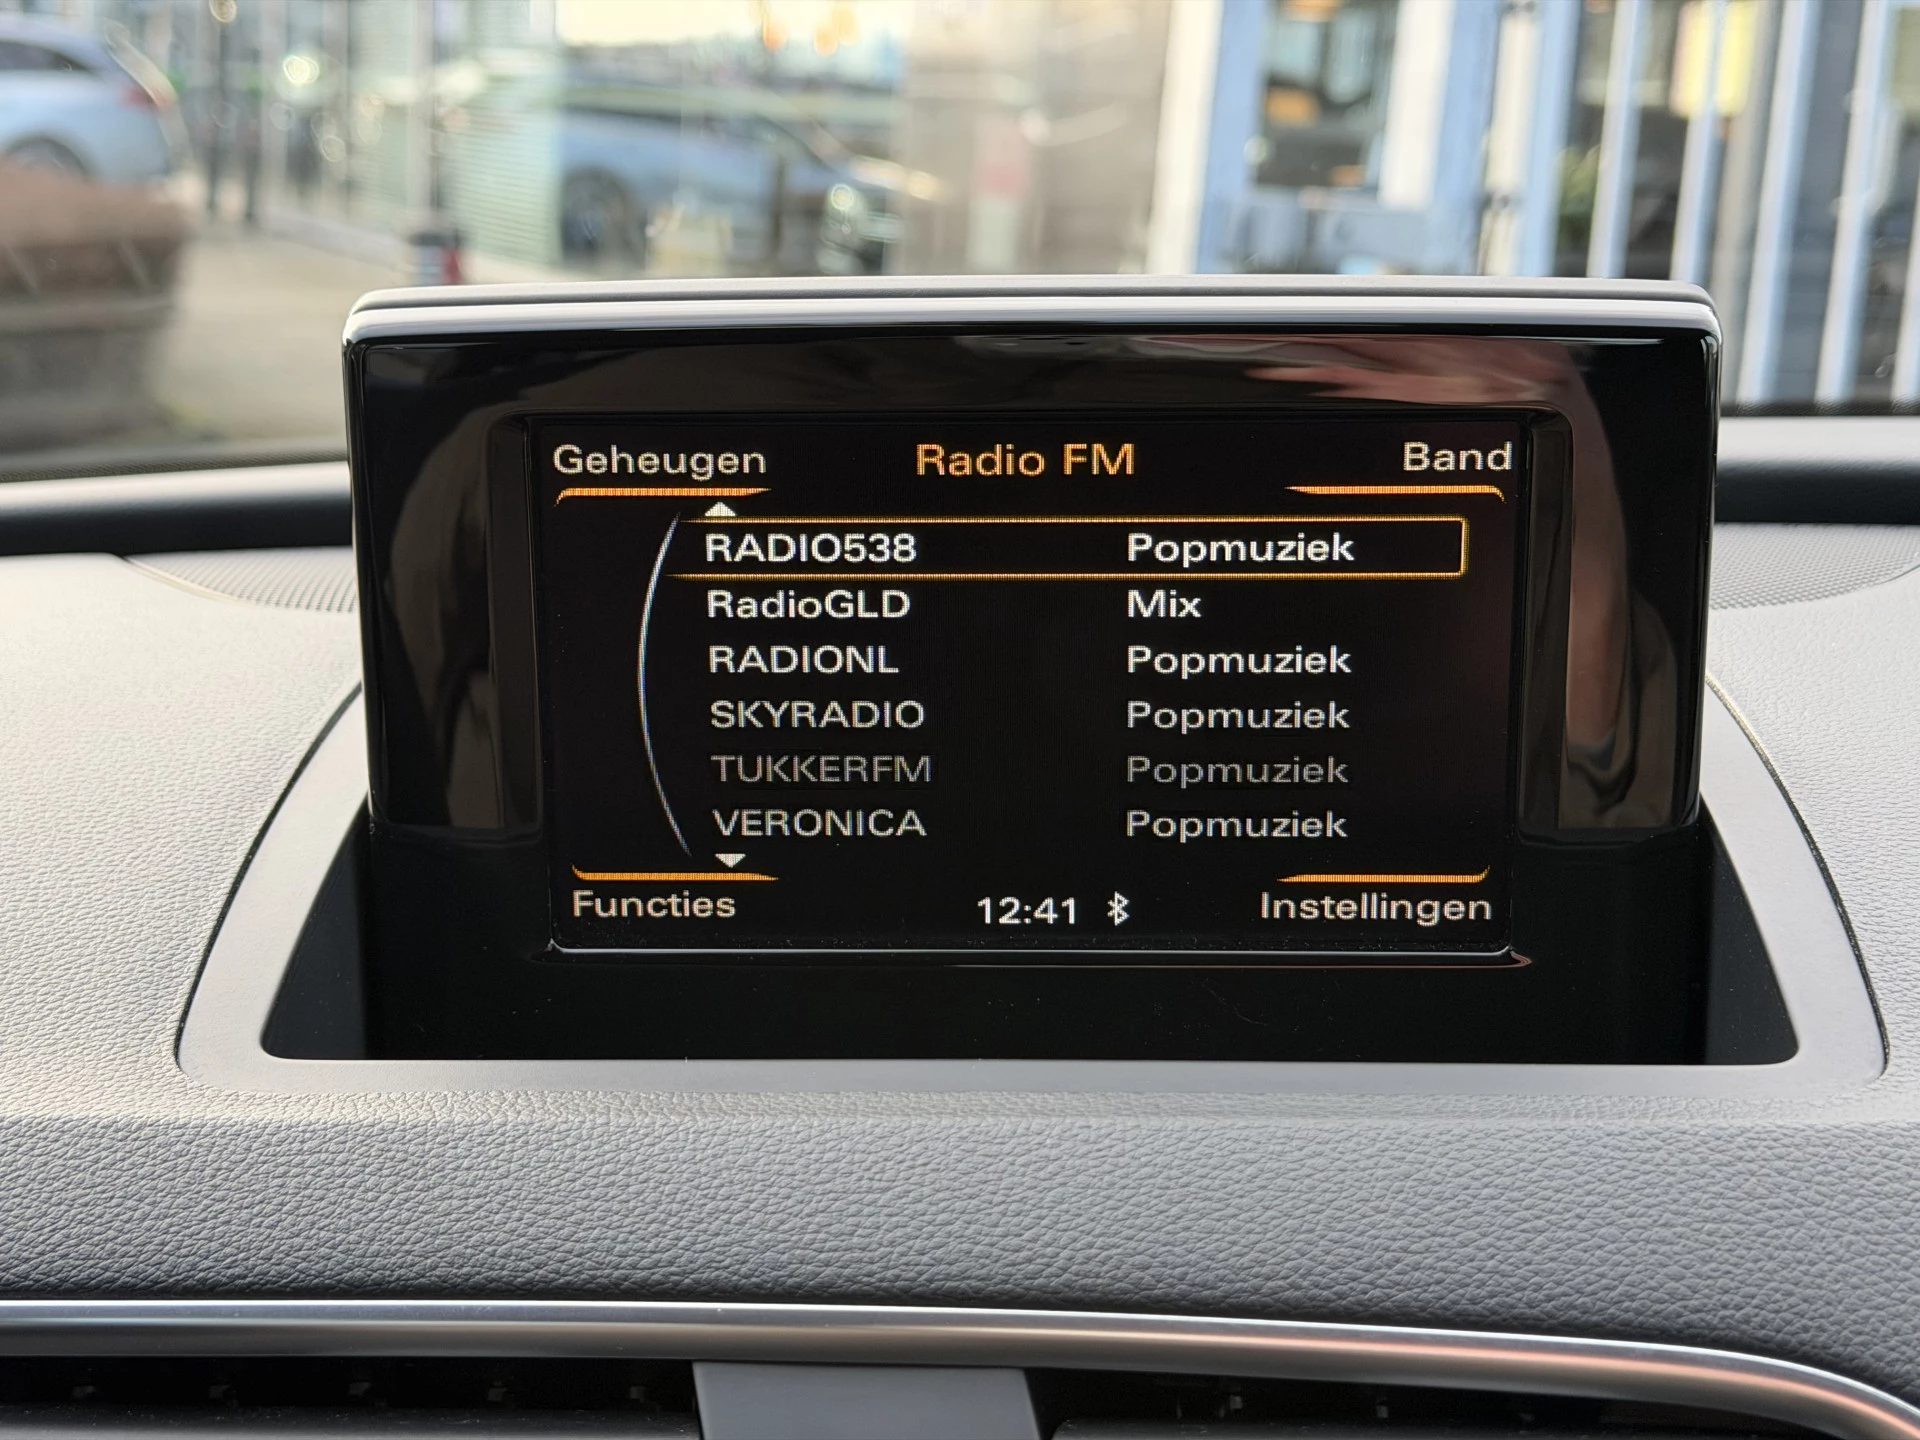 Geheugen Radio FM Band
RADIO538 Popmuziek
RadioGLD Mix
RADIONL Popmuziek
SKYRADIO Popmuziek
TUKKERFM Popmuziek
VERONICA Popmuziek
Functies 12:41 Instellingen